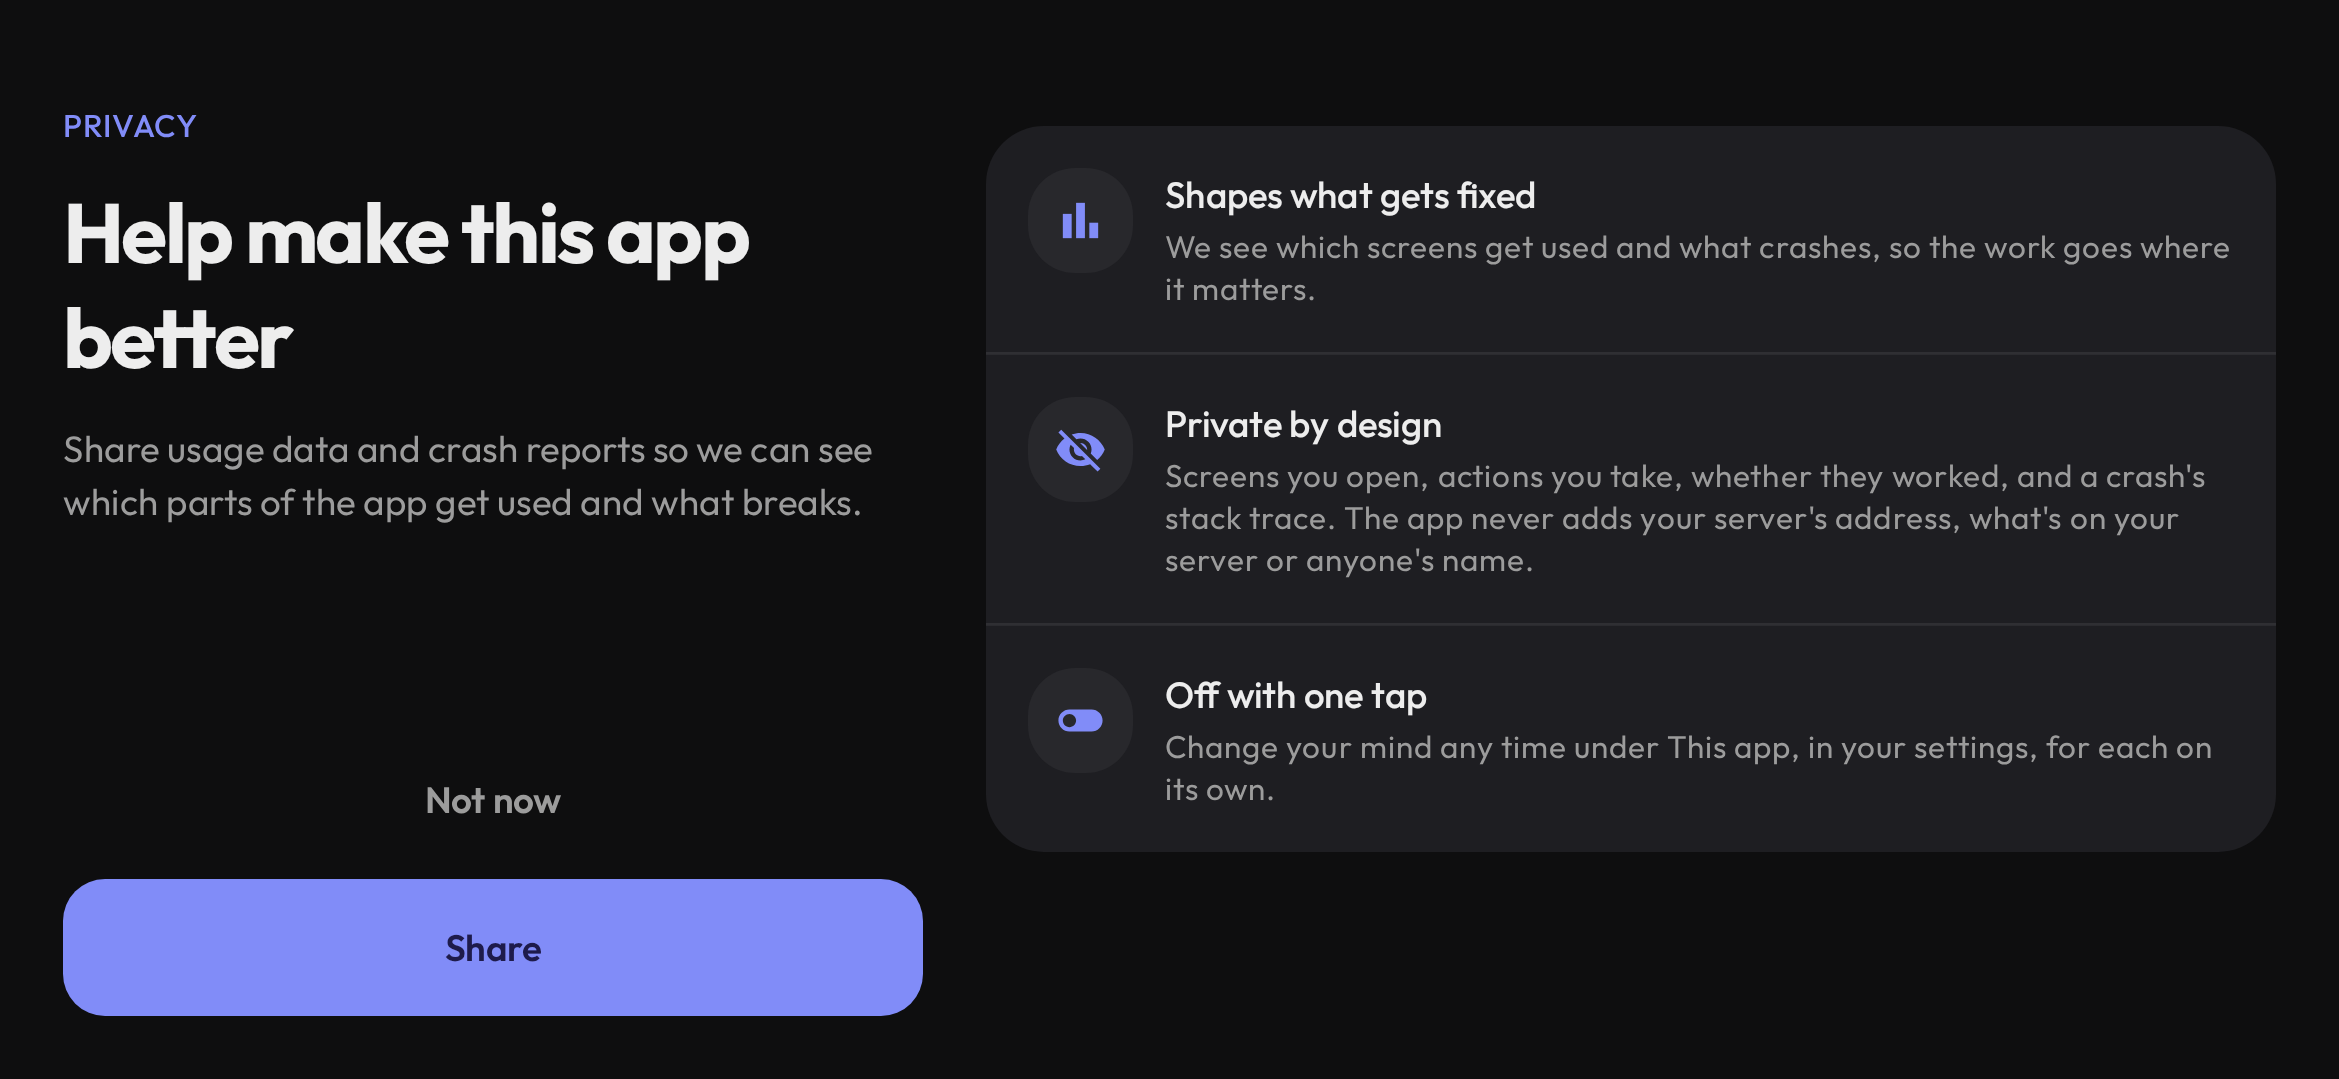 PRIVACY
Help make this app
better
Share usage data and crash reports so we can see
which parts of the app get used and what breaks.
Not now
Share
Shapes what gets fixed
We see which screens get used and what crashes, so the work goes where
it matters.
Private by design
Screens you open, actions you take, whether they worked, and a crash's
stack trace. The app never adds your server's address, what's on your
server or anyone's name.
Off with one tap
Change your mind any time under This app, in your settings, for each on
its own.